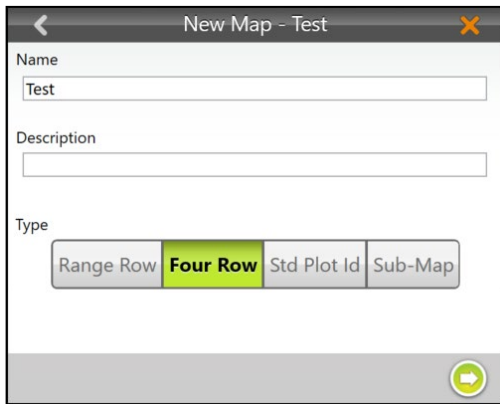 New Map - Test
Name
Test
Description
Type
Range Row Four Row Std Plot Id Sub-Map